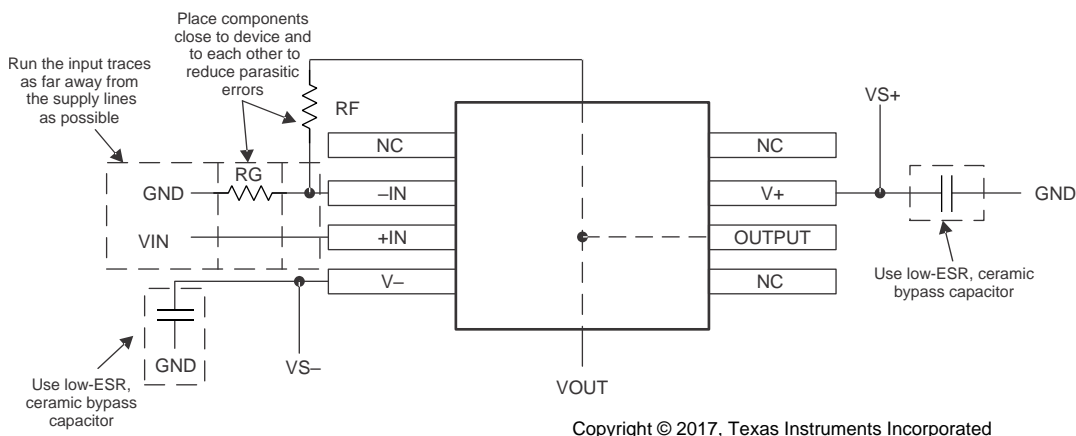 Place components
close to device and
to each other to
reduce parasitic
errors
Run the input traces
as far away from
the supply lines
as possible
RF
VS+
NC
NC
RG
GND
–IN
V+
GND
VIN
+IN
OUTPUT
V–
NC
Use low-ESR, ceramic
bypass capacitor
GND
VS–
Use low-ESR,
ceramic bypass
capacitor
VOUT
Copyright © 2017, Texas Instruments Incorporated